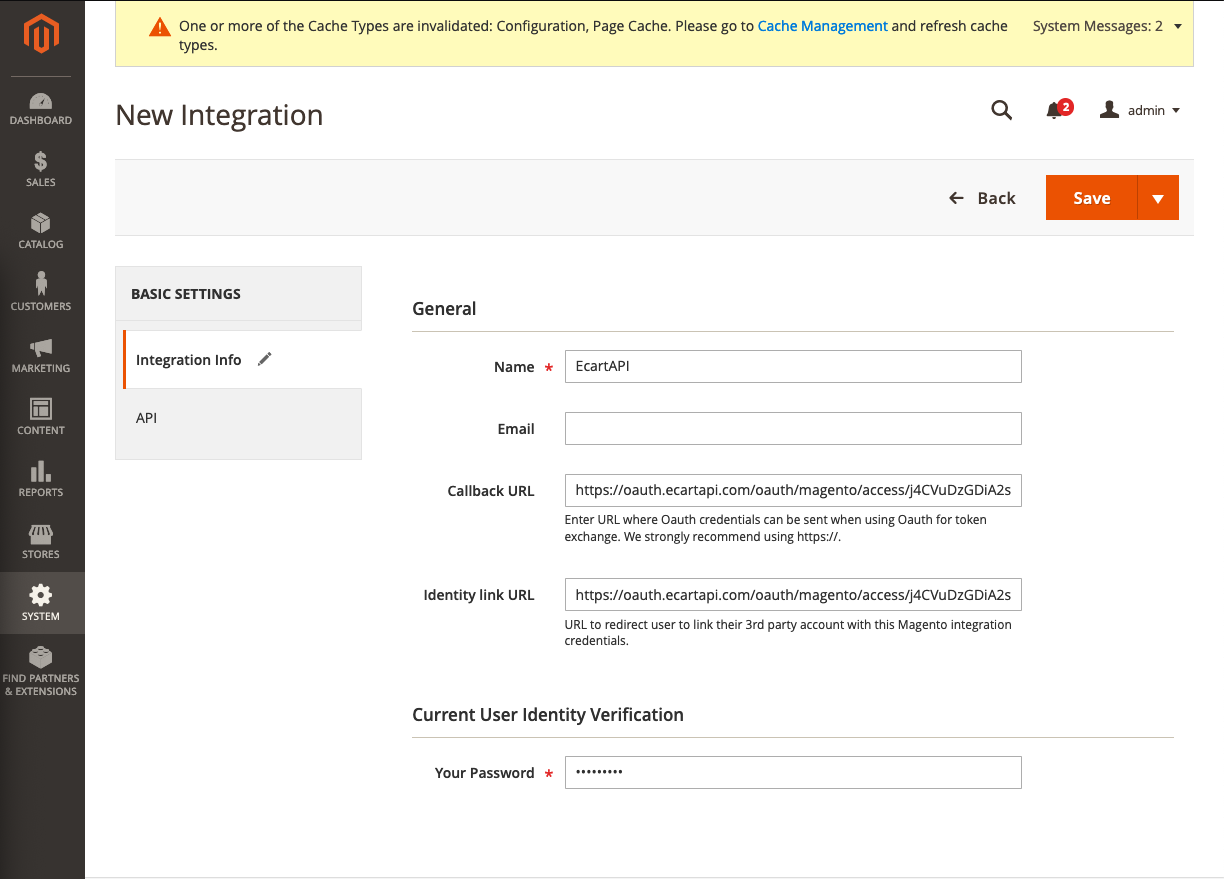 One or more of the Cache Types are invalidated: Configuration, Page Cache. Please go to Cache Management and refresh cache
types.
System Messages: 2
New Integration
2
admin
Back
Save
DASHBOARD
SALES
CATALOG
CUSTOMERS
MARKETING
CONTENT
REPORTS
STORES
SYSTEM
FIND PARTNERS
& EXTENSIONS
BASIC SETTINGS
Integration Info
API
General
Name *
EcartAPI
Email
Callback URL
https://oauth.ecartapi.com/oauth/magento/access/j4CVuDzGDiA2s
Enter URL where Oauth credentials can be sent when using Oauth for token
exchange. We strongly recommend using https://.
Identity link URL
https://oauth.ecartapi.com/oauth/magento/access/j4CVuDzGDiA2s
URL to redirect user to link their 3rd party account with this Magento integration
credentials.
Current User Identity Verification
Your Password *
•••••••••